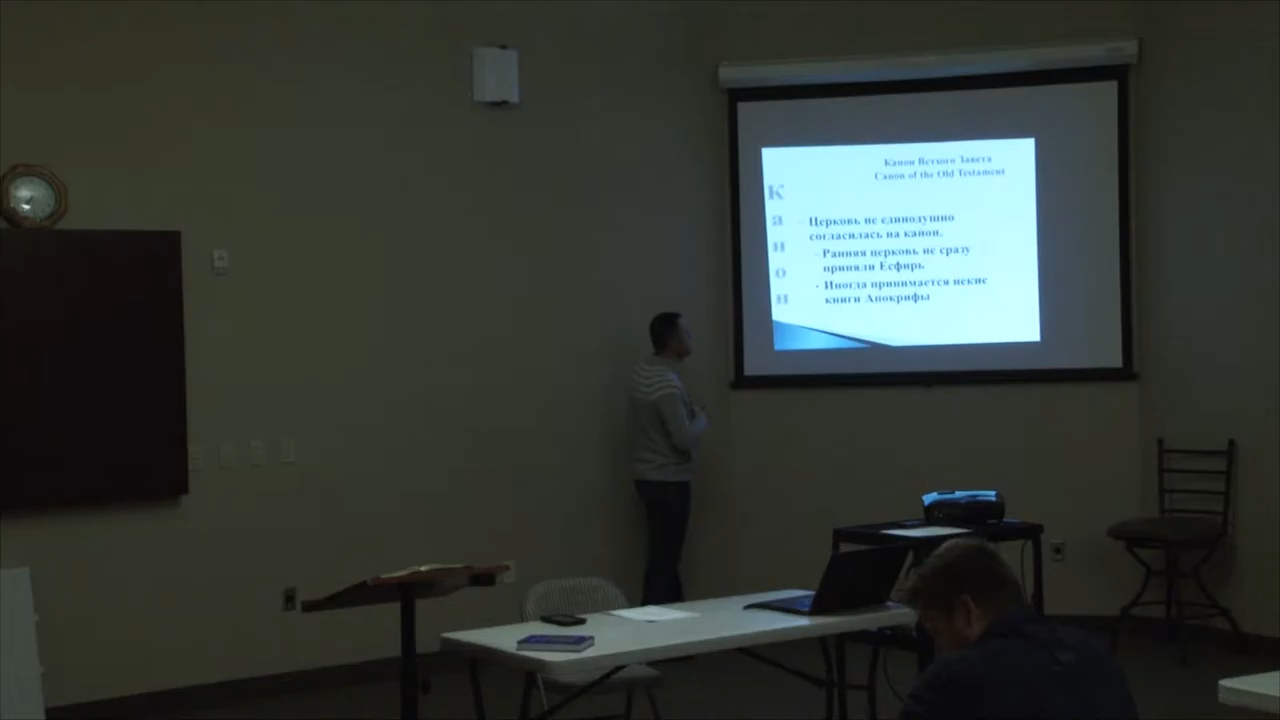 Канон Ветхого Завета
Canon of the Old Testament
Канон
Церковь не единодушно
согласилась на канон.
- Ранняя церковь не сразу
приняли Есфирь.
- Иногда принимается некие
книги Апокрифы